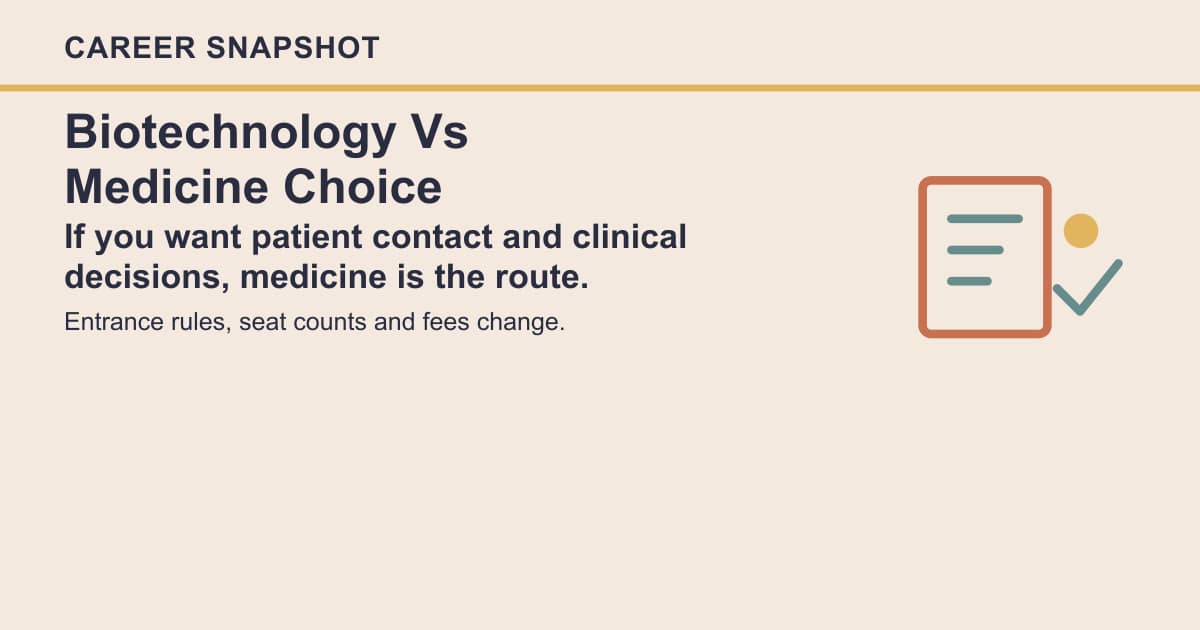 CAREER SNAPSHOT
Biotechnology Vs
Medicine Choice
If you want patient contact and clinical
decisions, medicine is the route.
Entrance rules, seat counts and fees change.